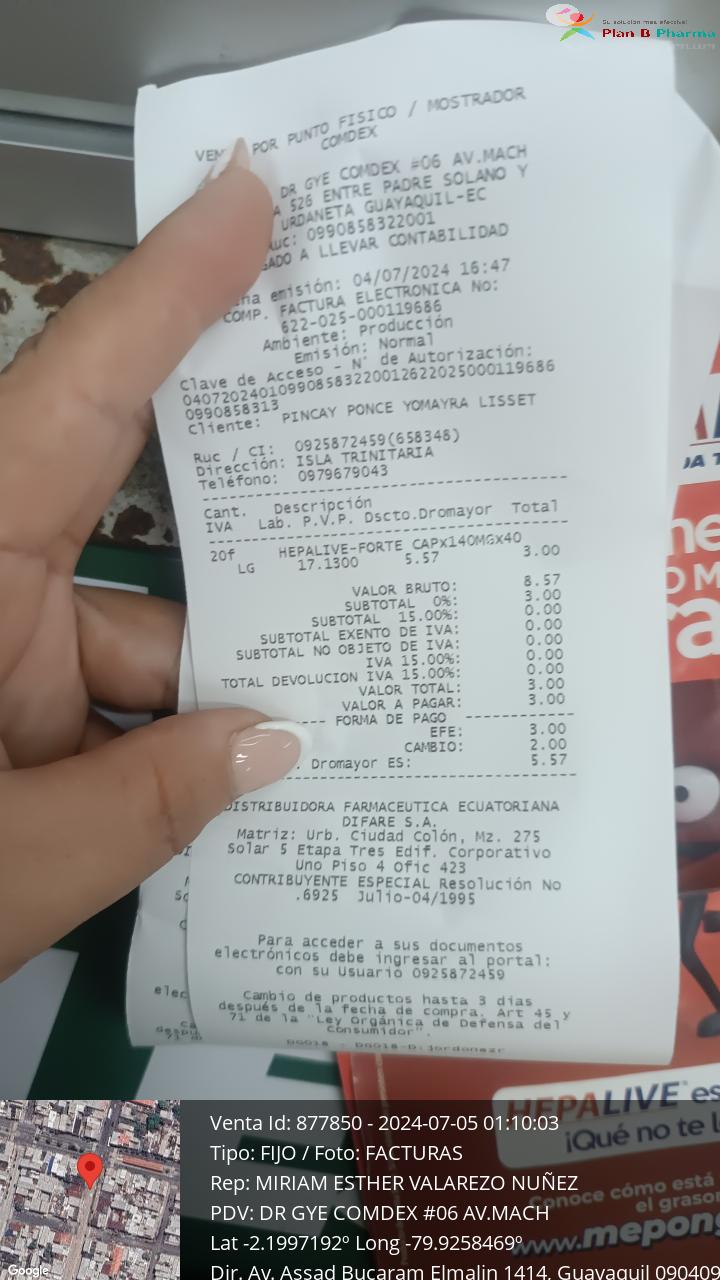 Su solución más efectiva!
Plan B Pharma
POR PUNTO FISICO / MOSTRADOR
COMDEX
DR GYE COMDEX #06 AV.MACH
526 ENTRE PADRE SOLANO Y
URDANETA GUAYAQUIL-EC
0990858322001
A LLEVAR CONTABILIDAD
emisión: 04/07/2024 16:47
COMP. FACTURA ELECTRONICA No:
622-025-000119686
Ambiente: Producción
Emisión: Normal
Clave de Acceso - N° de Autorización:
040720240109908583220012622025000119686
0990858313
Cliente: PINCAY PONCE YOMAYRA LISSET
Ruc / CI: 0925872459(658348)
Dirección: ISLA TRINITARIA
Teléfono: 0979679043
Cant. Descripción
IVA Lab. P.V.P. Dscto.Dromayor Total
20f HEPALIVE-FORTE CAPx140MGx40
LG 17.1300 5.57 3.00
VALOR BRUTO: 8.57
SUBTOTAL 0%: 3.00
SUBTOTAL 15.00%: 0.00
SUBTOTAL EXENTO DE IVA: 0.00
SUBTOTAL NO OBJETO DE IVA: 0.00
IVA 15.00%: 0.00
TOTAL DEVOLUCION IVA 15.00%: 0.00
VALOR TOTAL: 3.00
VALOR A PAGAR: 3.00
---- FORMA DE PAGO -------------
EFE: 3.00
CAMBIO: 2.00
. Dromayor ES: 5.57
DISTRIBUIDORA FARMACEUTICA ECUATORIANA
DIFARE S.A.
Matriz: Urb. Ciudad Colón, Mz. 275
Solar 5 Etapa Tres Edif. Corporativo
Uno Piso 4 Ofic 423
CONTRIBUYENTE ESPECIAL Resolución No
.6925 Julio-04/1995
Para acceder a sus documentos
electrónicos debe ingresar al portal:
con su Usuario 0925872459
Cambio de productos hasta 3 dias
después de la fecha de compra. Art 45 y
71 de la "Ley Orgánica de Defensa del
Consumidor".
HEPALIVE es
¡Qué no te
Conoce cómo está
el graso
www.mepon
Venta Id: 877850 - 2024-07-05 01:10:03
Tipo: FIJO / Foto: FACTURAS
Rep: MIRIAM ESTHER VALAREZO NUÑEZ
PDV: DR GYE COMDEX #06 AV.MACH
Lat -2.1997192º Long -79.9258469º
Dir. Av. Assad Bucaram Elmalin 1414, Guayaquil 090409
Google